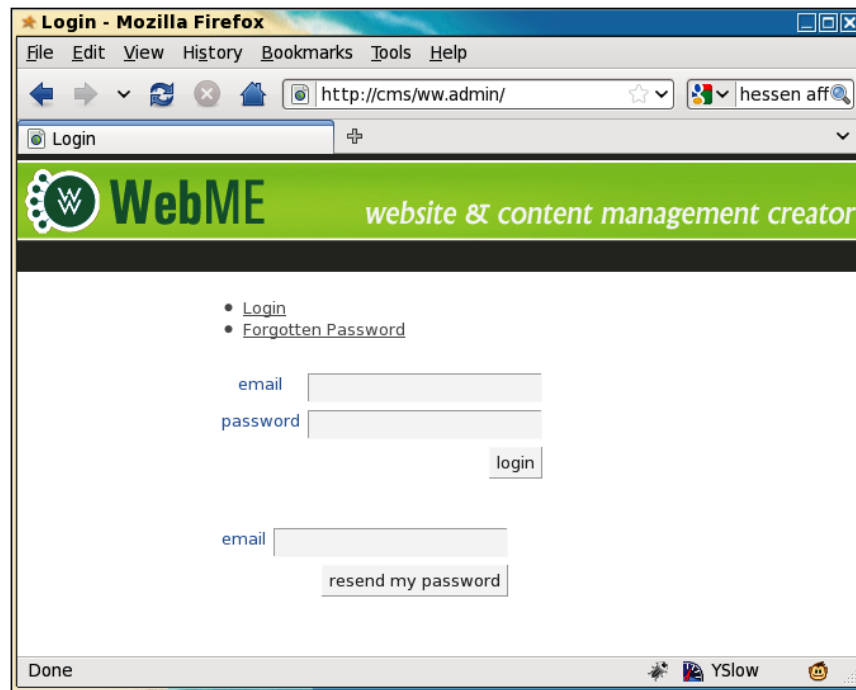 Login - Mozilla Firefox
File Edit View History Bookmarks Tools Help
http://cms/ww.admin/ hessen aff
Login
WebME website & content management creator
Login
Forgotten Password
email
password
login
email
resend my password
Done YSlow